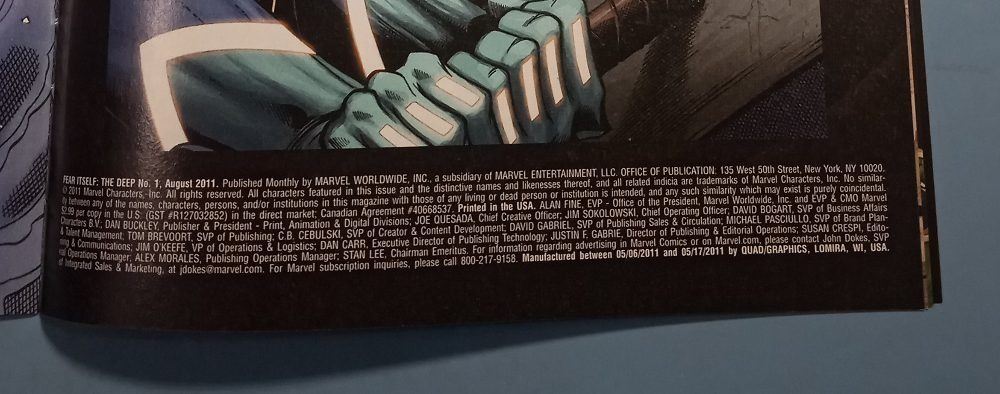 FEAR ITSELF: THE DEEP No. 1, August 2011. Published Monthly by MARVEL WORLDWIDE, INC., a subsidiary of MARVEL ENTERTAINMENT, LLC. OFFICE OF PUBLICATION: 135 West 50th Street, New York, NY 10020.
© 2011 Marvel Characters, Inc. All rights reserved. All characters featured in this issue and the distinctive names and likenesses thereof, and all related indicia are trademarks of Marvel Characters, Inc. No similar-
ity between any of the names, characters, persons, and/or institutions in this magazine with those of any living or dead person or institution is intended, and any such similarity which may exist is purely coincidental.
$2.99 per copy in the U.S. (GST #R127032852) in the direct market; Canadian Agreement #40668537. Printed in the USA. ALAN FINE, EVP - Office of the President, Marvel Worldwide, Inc. and EVP & CMO Marvel
Characters B.V.; DAN BUCKLEY, Publisher & President - Print, Animation & Digital Divisions; JOE QUESADA, Chief Creative Officer; JIM SOKOLOWSKI, Chief Operating Officer; DAVID BOGART, SVP of Business Affairs
& Talent Management; TOM BREVOORT, SVP of Publishing; C.B. CEBULSKI, SVP of Creator & Content Development; DAVID GABRIEL, SVP of Publishing Sales & Circulation; MICHAEL PASCIULLO, SVP of Brand Plan-
ning & Communications; JIM O'KEEFE, VP of Operations & Logistics; DAN CARR, Executive Director of Publishing Technology; JUSTIN F. GABRIE, Director of Publishing & Editorial Operations; SUSAN CRESPI, Edito-
rial Operations Manager; ALEX MORALES, Publishing Operations Manager; STAN LEE, Chairman Emeritus. For information regarding advertising in Marvel Comics or on Marvel.com, please contact John Dokes, SVP
of Integrated Sales & Marketing, at jdokes@marvel.com. For Marvel subscription inquiries, please call 800-217-9158. Manufactured between 05/06/2011 and 05/17/2011 by QUAD/GRAPHICS, LOMIRA, WI, USA.